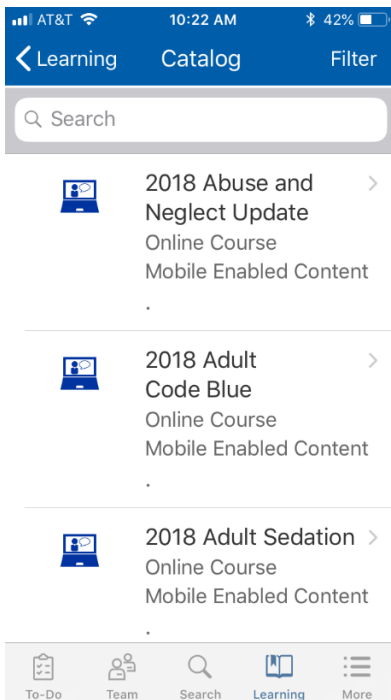 AT&T 10:22 AM 42%
Learning Catalog Filter
Search
2018 Abuse and
Neglect Update
Online Course
Mobile Enabled Content
.
2018 Adult
Code Blue
Online Course
Mobile Enabled Content
.
2018 Adult Sedation
Online Course
Mobile Enabled Content
.
To-Do Team Search Learning More